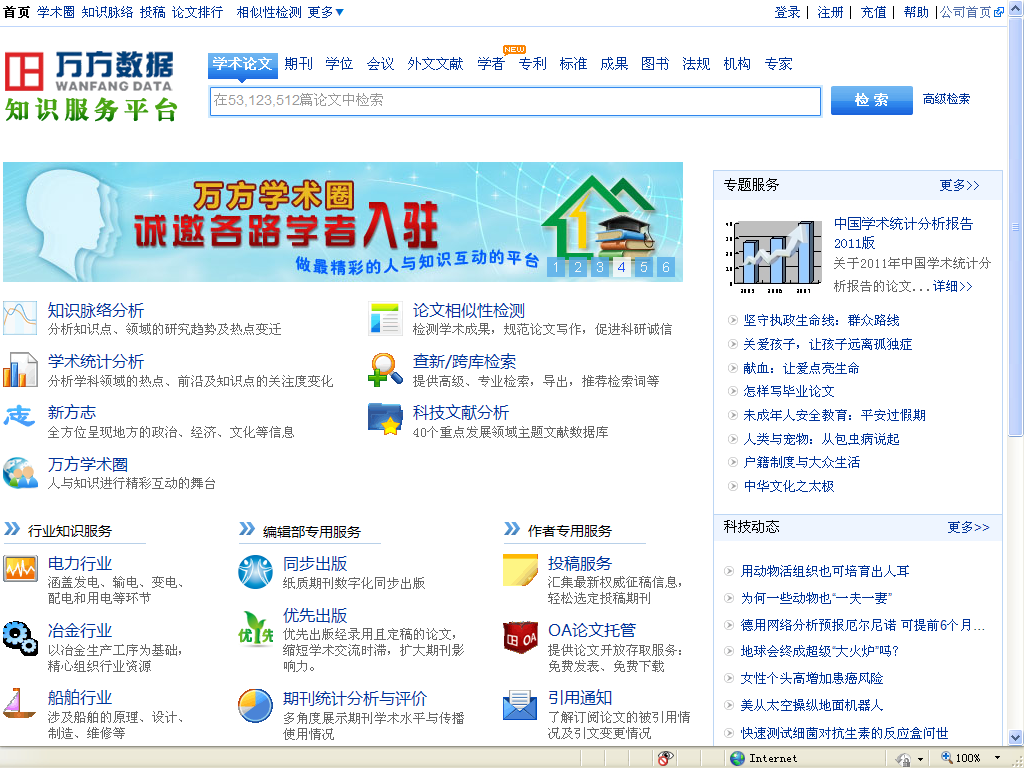 首页 学术圈 知识脉络 投稿 论文排行 相似性检测 更多▼
登录 | 注册 | 充值 | 帮助 |公司首页
万方数据
WANFANG DATA
知识服务平台
学术论文 期刊 学位 会议 外文文献 学者 专利 标准 成果 图书 法规 机构 专家
NEW
在53,123,512篇论文中检索
检 索
高级检索
万方学术圈
诚邀各路学者入驻
做最精彩的人与知识互动的平台
1 2 3 4 5 6
知识脉络分析
分析知识点、领域的研究趋势及热点变迁
论文相似性检测
检测学术成果，规范论文写作，促进科研诚信
学术统计分析
分析学科领域的热点、前沿及知识点的关注度变化
查新/跨库检索
提供高级、专业检索，导出，推荐检索词等
志
新方志
全方位呈现地方的政治、经济、文化等信息
科技文献分析
40个重点发展领域主题文献数据库
万方学术圈
人与知识进行精彩互动的舞台
行业知识服务
电力行业
涵盖发电、输电、变电、
配电和用电等环节
冶金行业
以冶金生产工序为基础，
精心组织行业资源
船舶行业
涉及船舶的原理、设计、
制造、维修等
编辑部专用服务
同步出版
纸质期刊数字化同步出版
优先
优先出版
优先出版经录用且定稿的论文，
缩短学术交流时滞，扩大期刊影
响力。
期刊统计分析与评价
多角度展示期刊学术水平与传播
使用情况
作者专用服务
投稿服务
汇集最新权威征稿信息，
轻松选定投稿期刊
OA
OA论文托管
提供论文开放存取服务：
免费发表、免费下载
引用通知
了解订阅论文的被引用情
况及引文变更情况
专题服务 更多>>
中国学术统计分析报告
2011版
关于2011年中国学术统计分
析报告的论文...详细>>
坚守执政生命线：群众路线
关爱孩子，让孩子远离孤独症
献血：让爱点亮生命
怎样写毕业论文
未成年人安全教育：平安过假期
人类与宠物：从包虫病说起
户籍制度与大众生活
中华文化之太极
科技动态 更多>>
用动物活组织也可培育出人耳
为何一些动物也“一夫一妻”
德用网络分析预报厄尔尼诺 可提前6个月...
地球会终成超级“大火炉”吗?
女性个头高增加患癌风险
美从太空操纵地面机器人
快速测试细菌对抗生素的反应盒问世
Internet
100%